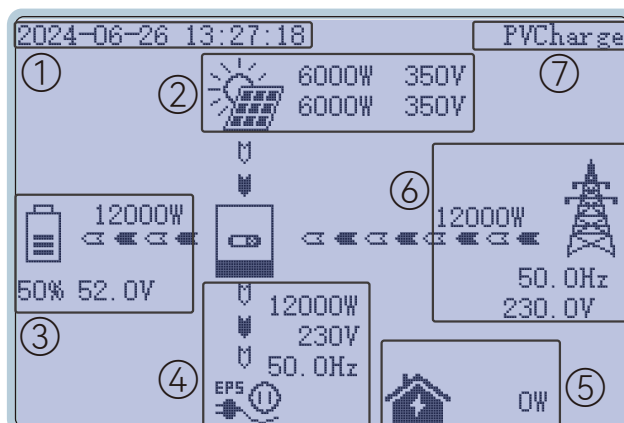 2024-06-26 13:27:18
PVCharge
①
②
6000W 350V
6000W 350V
⑦
⑥
12000W
12000W
50% 52.0V
50.0Hz
230.0V
③
12000W
230V
50.0Hz
④
EPS
0W
⑤